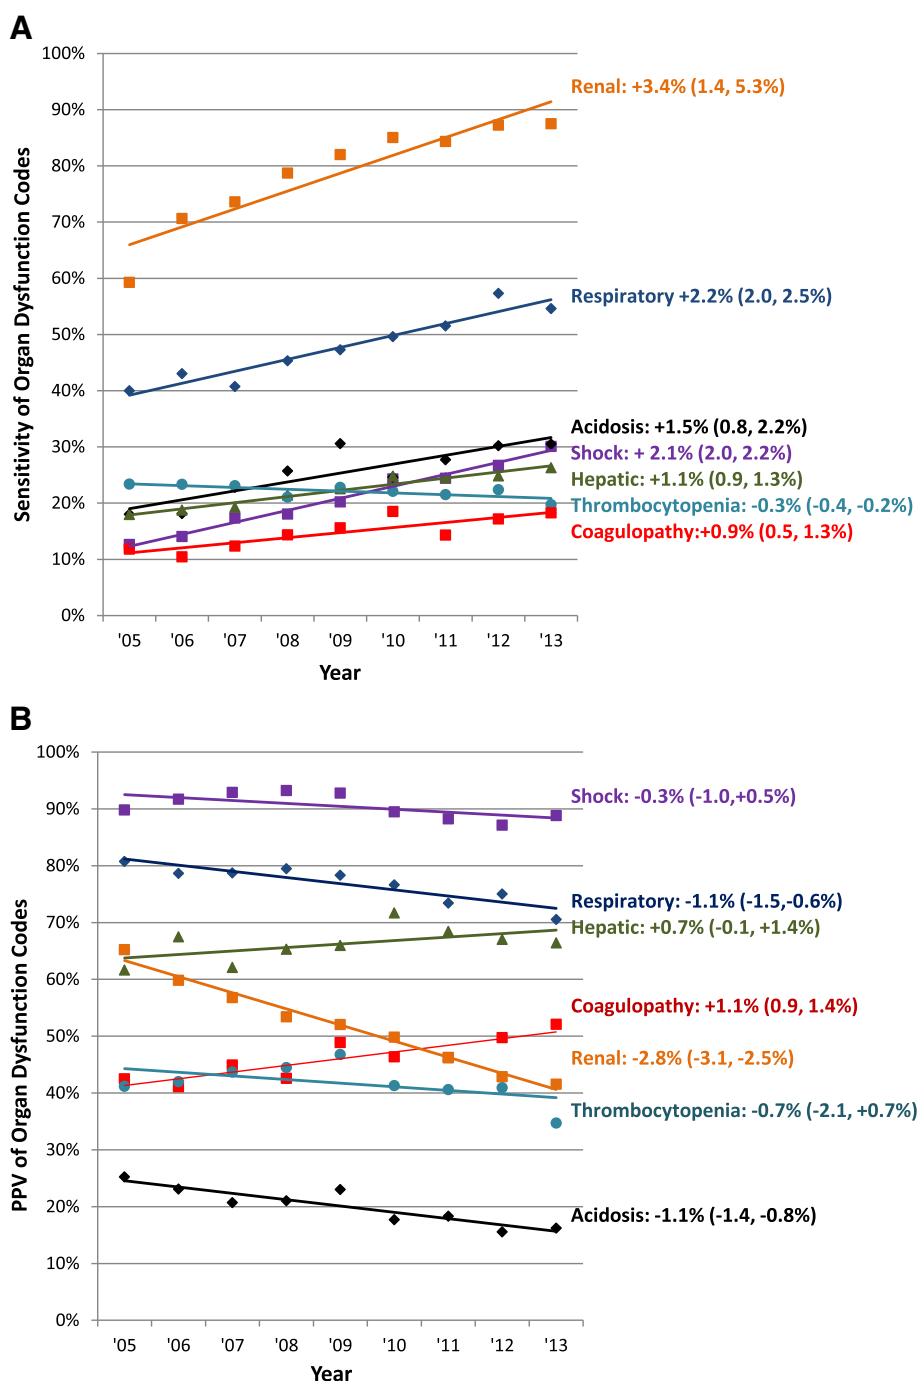 A
100%
90%
80%
70%
60%
50%
40%
30%
20%
10%
0%
Sensitivity of Organ Dysfunction Codes
Renal: +3.4% (1.4, 5.3%)
Respiratory +2.2% (2.0, 2.5%)
Acidosis: +1.5% (0.8, 2.2%)
Shock: + 2.1% (2.0, 2.2%)
Hepatic: +1.1% (0.9, 1.3%)
Thrombocytopenia: -0.3% (-0.4, -0.2%)
Coagulopathy:+0.9% (0.5, 1.3%)
'05 '06 '07 '08 '09 '10 '11 '12 '13
Year
B
100%
90%
80%
70%
60%
50%
40%
30%
20%
10%
0%
PPV of Organ Dysfunction Codes
Shock: -0.3% (-1.0,+0.5%)
Respiratory: -1.1% (-1.5,-0.6%)
Hepatic: +0.7% (-0.1, +1.4%)
Coagulopathy: +1.1% (0.9, 1.4%)
Renal: -2.8% (-3.1, -2.5%)
Thrombocytopenia: -0.7% (-2.1, +0.7%)
Acidosis: -1.1% (-1.4, -0.8%)
'05 '06 '07 '08 '09 '10 '11 '12 '13
Year